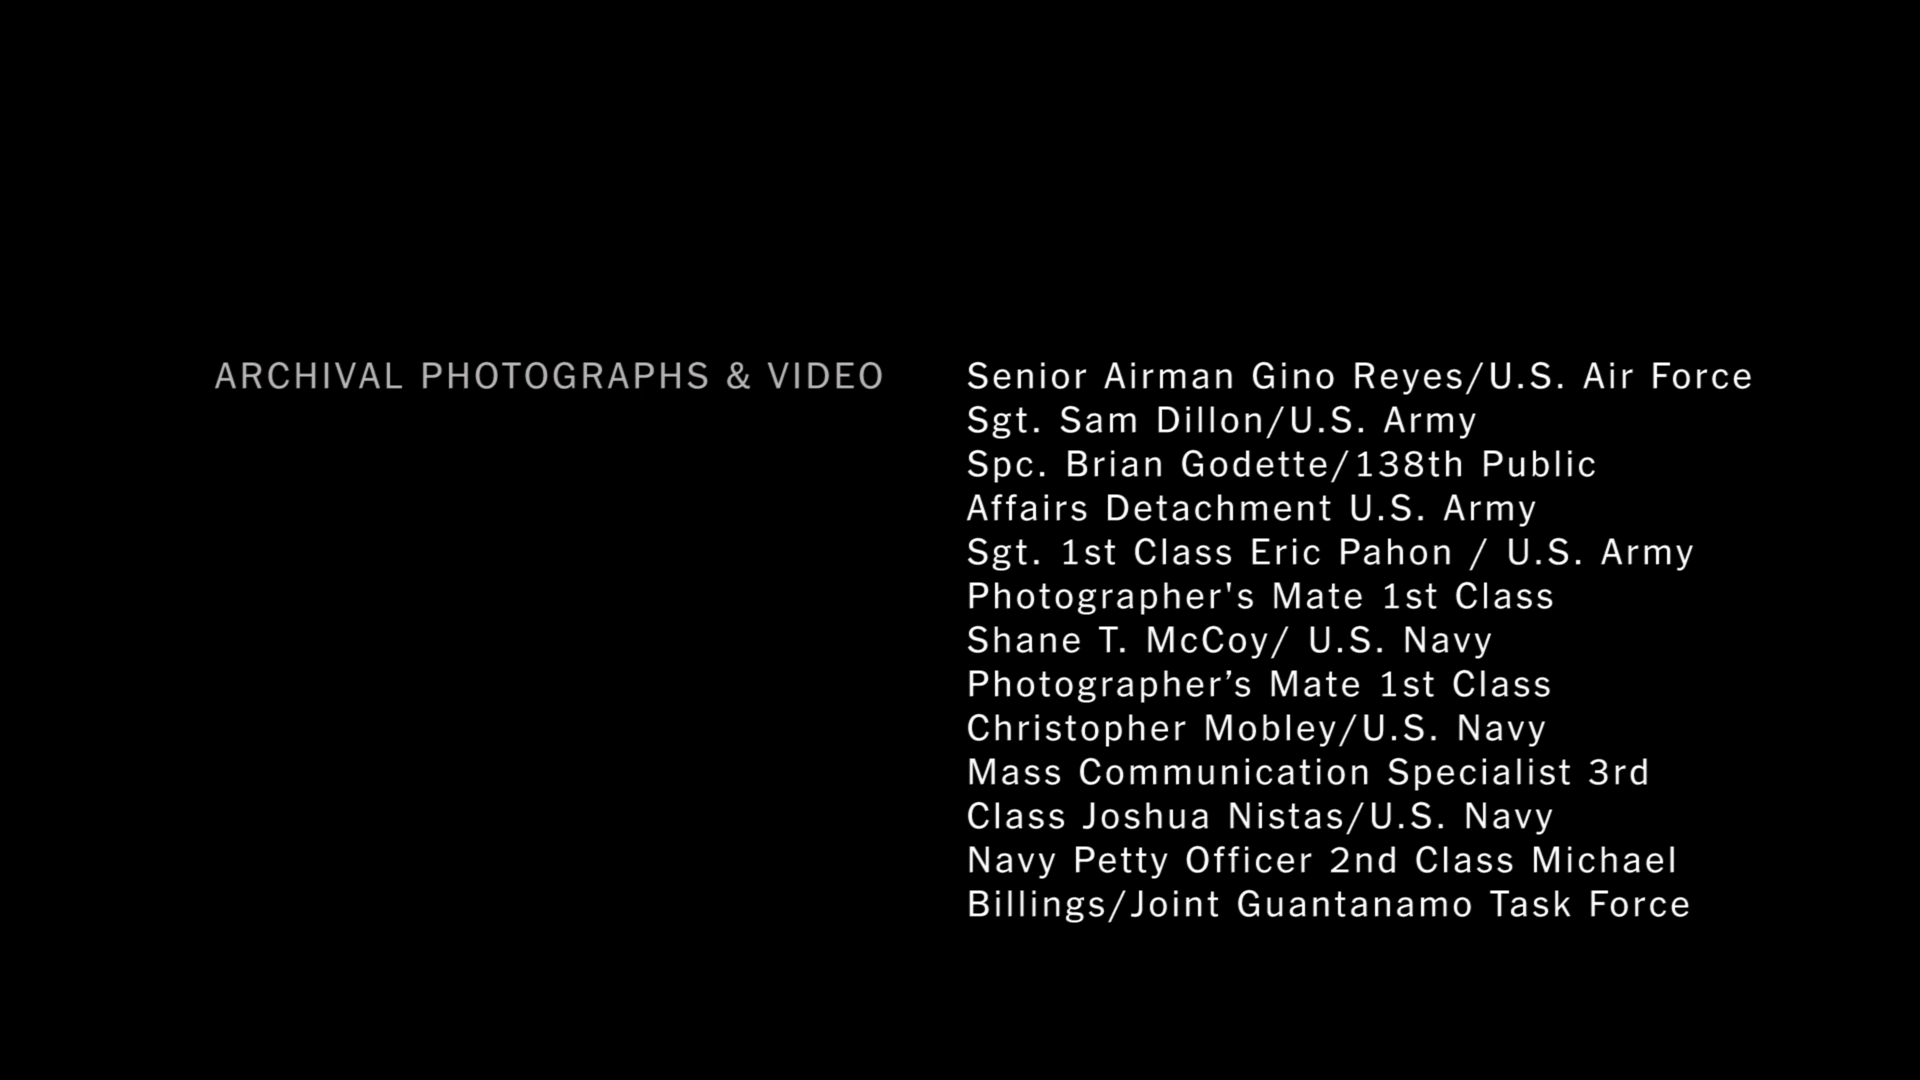 ARCHIVAL PHOTOGRAPHS & VIDEO
Senior Airman Gino Reyes/U.S. Air Force
Sgt. Sam Dillon/U.S. Army
Spc. Brian Godette/138th Public
Affairs Detachment U.S. Army
Sgt. 1st Class Eric Pahon / U.S. Army
Photographer's Mate 1st Class
Shane T. McCoy/ U.S. Navy
Photographer’s Mate 1st Class
Christopher Mobley/U.S. Navy
Mass Communication Specialist 3rd
Class Joshua Nistas/U.S. Navy
Navy Petty Officer 2nd Class Michael
Billings/Joint Guantanamo Task Force